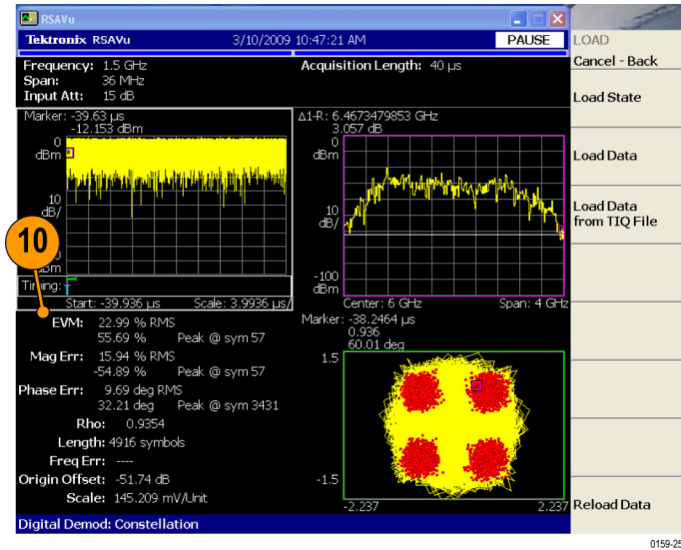 RSAVu
Tektronix RSAVu 3/10/2009 10:47:21 AM PAUSE
Frequency: 1.5 GHz Acquisition Length: 40 µs
Span: 36 MHz
Input Att: 15 dB
Marker: -39.63 µs
-12.153 dBm
0
dBm
10
dB/
dBm
Timing:
Start: -39.936 µs Scale: 3.9936 µs/
Δ1-R: 6.4673479853 GHz
3.057 dB
0
dBm
10
dB/
-100
dBm
Center: 6 GHz Span: 4 GHz
10
EVM: 22.99 % RMS
55.69 % Peak @ sym 57
Mag Err: 15.94 % RMS
-54.89 % Peak @ sym 57
Phase Err: 9.69 deg RMS
32.21 deg Peak @ sym 3431
Rho: 0.9354
Length: 4916 symbols
Freq Err: ----
Origin Offset: -51.74 dB
Scale: 145.209 mV/Unit
Marker: -38.2464 µs
0.936
60.01 deg
1.5
-1.5
-2.237 2.237
Digital Demod: Constellation
LOAD
Cancel - Back
Load State
Load Data
Load Data
from TIQ File
Reload Data
0159-25